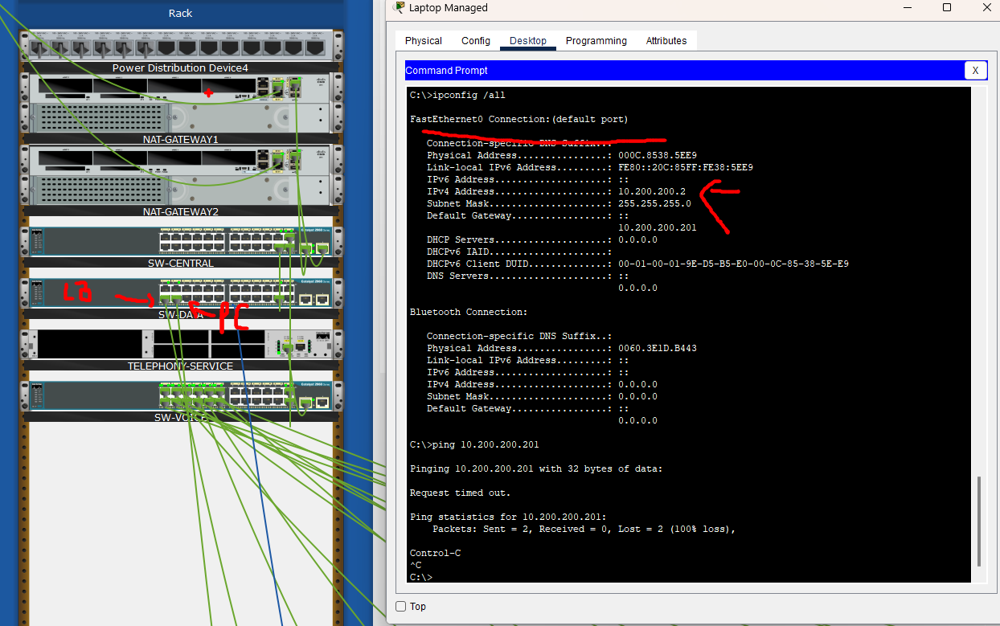 Rack
Power Distribution Device4
NAT-GATEWAY1
NAT-GATEWAY2
SW-CENTRAL
SW-DATA
PC
TELEPHONY-SERVICE
SW-VOICE
Laptop Managed
Physical Config Desktop Programming Attributes
Command Prompt
X
C:\>ipconfig /all
FastEthernet0 Connection:(default port)
Connection-specific DNS Suffix..:
Physical Address................: 000C.8538.5EE9
Link-local IPv6 Address.........: FE80::20C:85FF:FE38:5EE9
IPv6 Address....................: ::
IPv4 Address....................: 10.200.200.2
Subnet Mask.....................: 255.255.255.0
Default Gateway.................: ::
10.200.200.201
DHCP Servers....................: 0.0.0.0
DHCPv6 IAID.....................:
DHCPv6 Client DUID..............: 00-01-00-01-9E-D5-B5-E0-00-0C-85-38-5E-E9
DNS Servers.....................: ::
0.0.0.0
Bluetooth Connection:
Connection-specific DNS Suffix..:
Physical Address................: 0060.3E1D.B443
Link-local IPv6 Address.........: ::
IPv6 Address....................: ::
IPv4 Address....................: 0.0.0.0
Subnet Mask.....................: 0.0.0.0
Default Gateway.................: ::
0.0.0.0
C:\>ping 10.200.200.201
Pinging 10.200.200.201 with 32 bytes of data:
Request timed out.
Ping statistics for 10.200.200.201:
Packets: Sent = 2, Received = 0, Lost = 2 (100% loss),
Control-C
^C
C:\>
Top